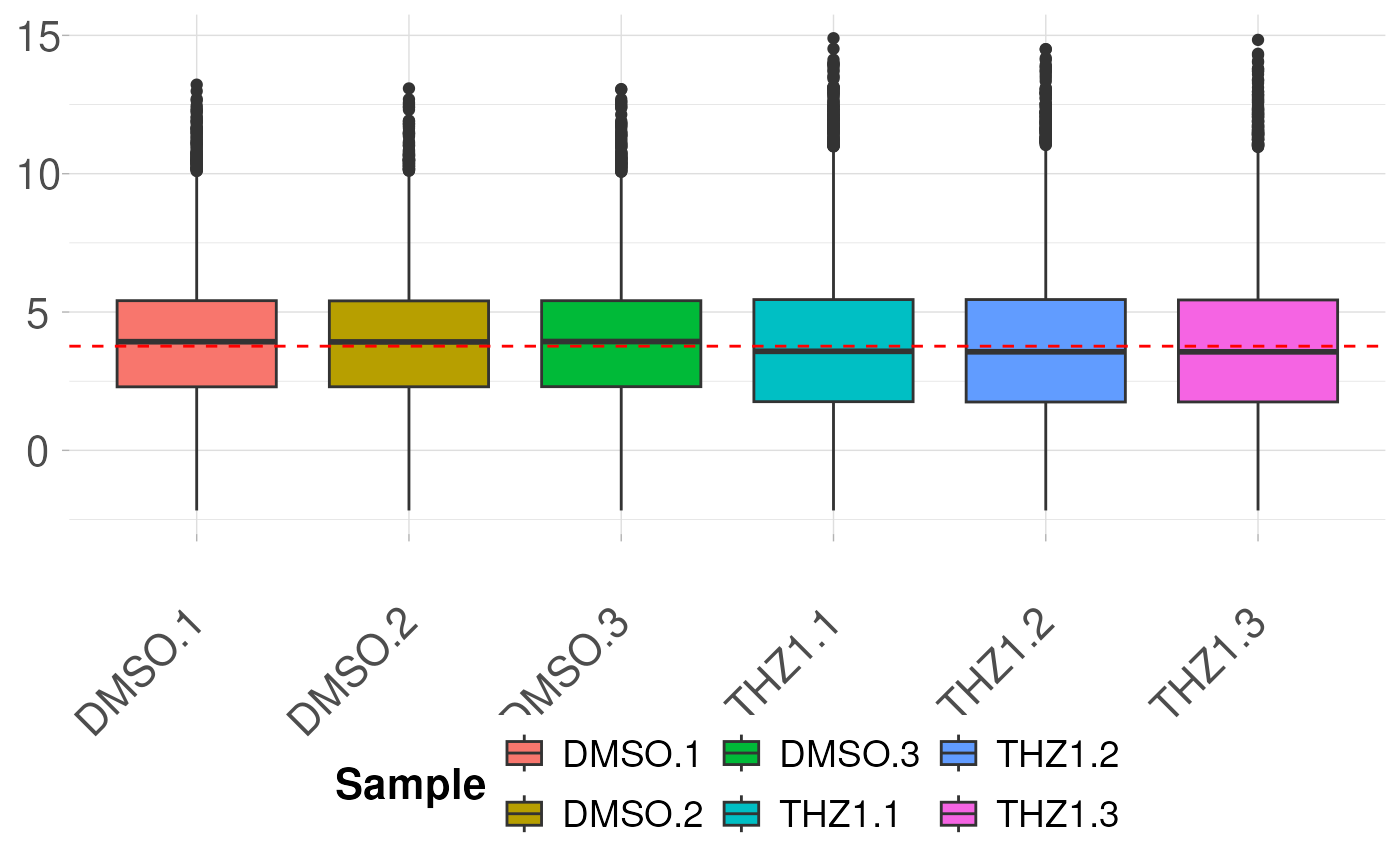 15
10
5
0
DMSO.1
DMSO.2
DMSO.3
THZ1.1
THZ1.2
THZ1.3
Sample
DMSO.1 DMSO.3 THZ1.2
DMSO.2 THZ1.1 THZ1.3